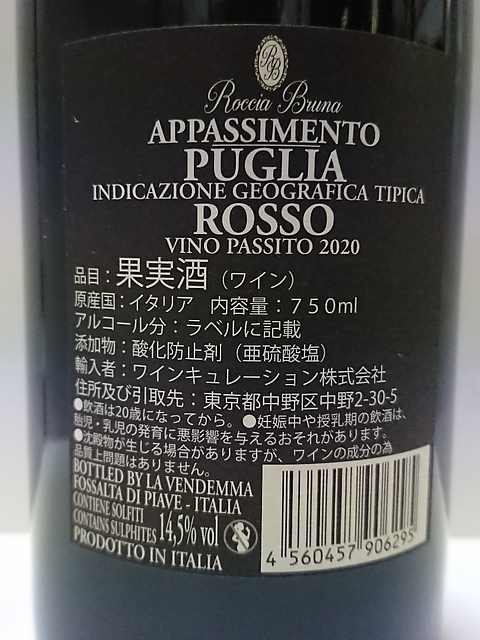 RB
Roccia Bruna
APPASSIMENTO
PUGLIA
INDICAZIONE GEOGRAFICA TIPICA
ROSSO
VINO PASSITO 2020
品目：果実酒（ワイン）
原産国：イタリア 内容量：７５０ml
アルコール分：ラベルに記載
添加物：酸化防止剤（亜硫酸塩）
輸入者：ワインキュレーション株式会社
住所及び引取先：東京都中野区中野2-30-5
●飲酒は20歳になってから。●妊娠中や授乳期の飲酒は、
胎児・乳児の発育に悪影響を与えるおそれがあります。
●沈殿物が生じる場合がありますが、ワインの成分の為
品質上問題はありません。
BOTTLED BY LA VENDEMMA
FOSSALTA DI PIAVE - ITALIA
CONTIENE SOLFITI
CONTAINS SULPHITES 14,5% vol
PRODOTTO IN ITALIA
4 560457 906295